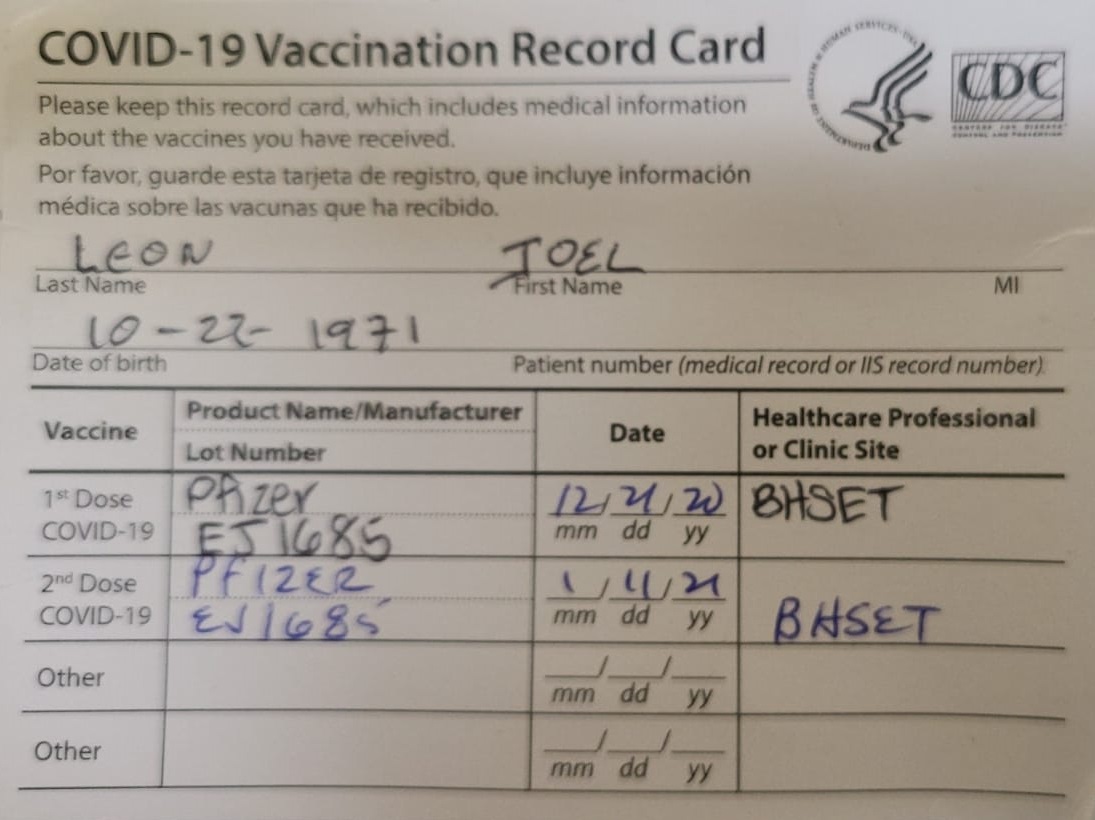 COVID-19 Vaccination Record Card
CDC
Please keep this record card, which includes medical information
about the vaccines you have received.
Por favor, guarde esta tarjeta de registro, que incluye información
médica sobre las vacunas que ha recibido.
LEON JOEL
Last Name First Name MI
10-22-1971
Date of birth Patient number (medical record or IIS record number)
Vaccine Product Name/Manufacturer Date Healthcare Professional
Lot Number or Clinic Site
1st Dose Pfizer 12/21/20 BHSET
COVID-19 EJ1685 mm dd yy
2nd Dose PFIZER 1/11/21
COVID-19 EJ1685 mm dd yy BHSET
Other / /
mm dd yy
Other / /
mm dd yy